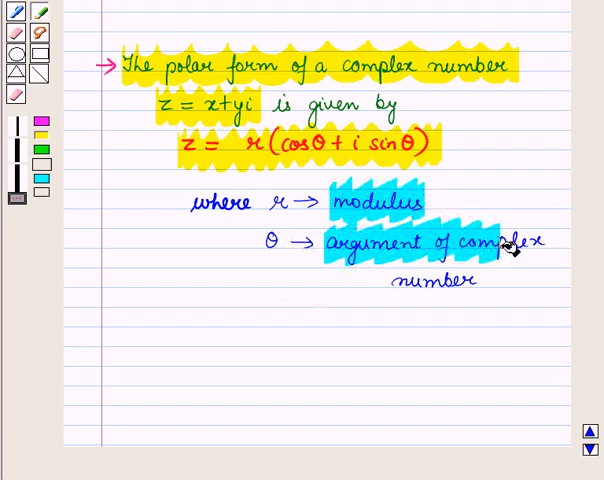 → The polar form of a complex number
z = x+yi is given by
z = r(cosθ + i sinθ)
where r → modulus
θ → argument of complex
number